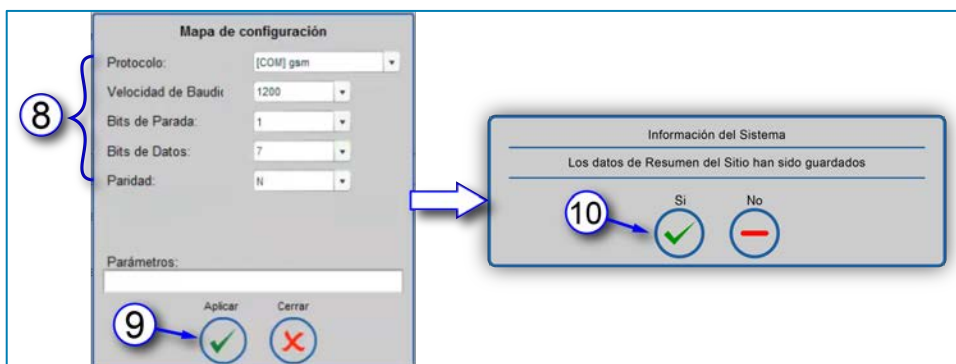 Mapa de configuración
Protocolo: [COM] gsm
Velocidad de Baudic 1200
Bits de Parada: 1
Bits de Datos: 7
Paridad: N
8
Parámetros:
Aplicar Cerrar
9
Información del Sistema
Los datos de Resumen del Sitio han sido guardados
Si No
10